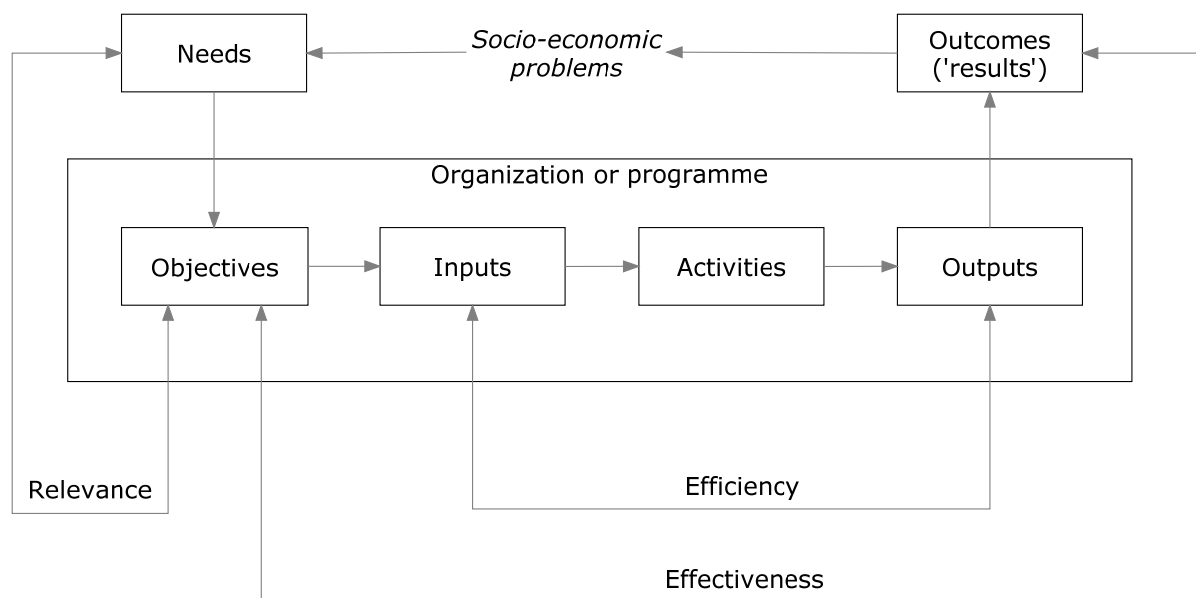 Needs
Socio-economic
problems
Outcomes
('results')
Organization or programme
Objectives
Inputs
Activities
Outputs
Relevance
Efficiency
Effectiveness